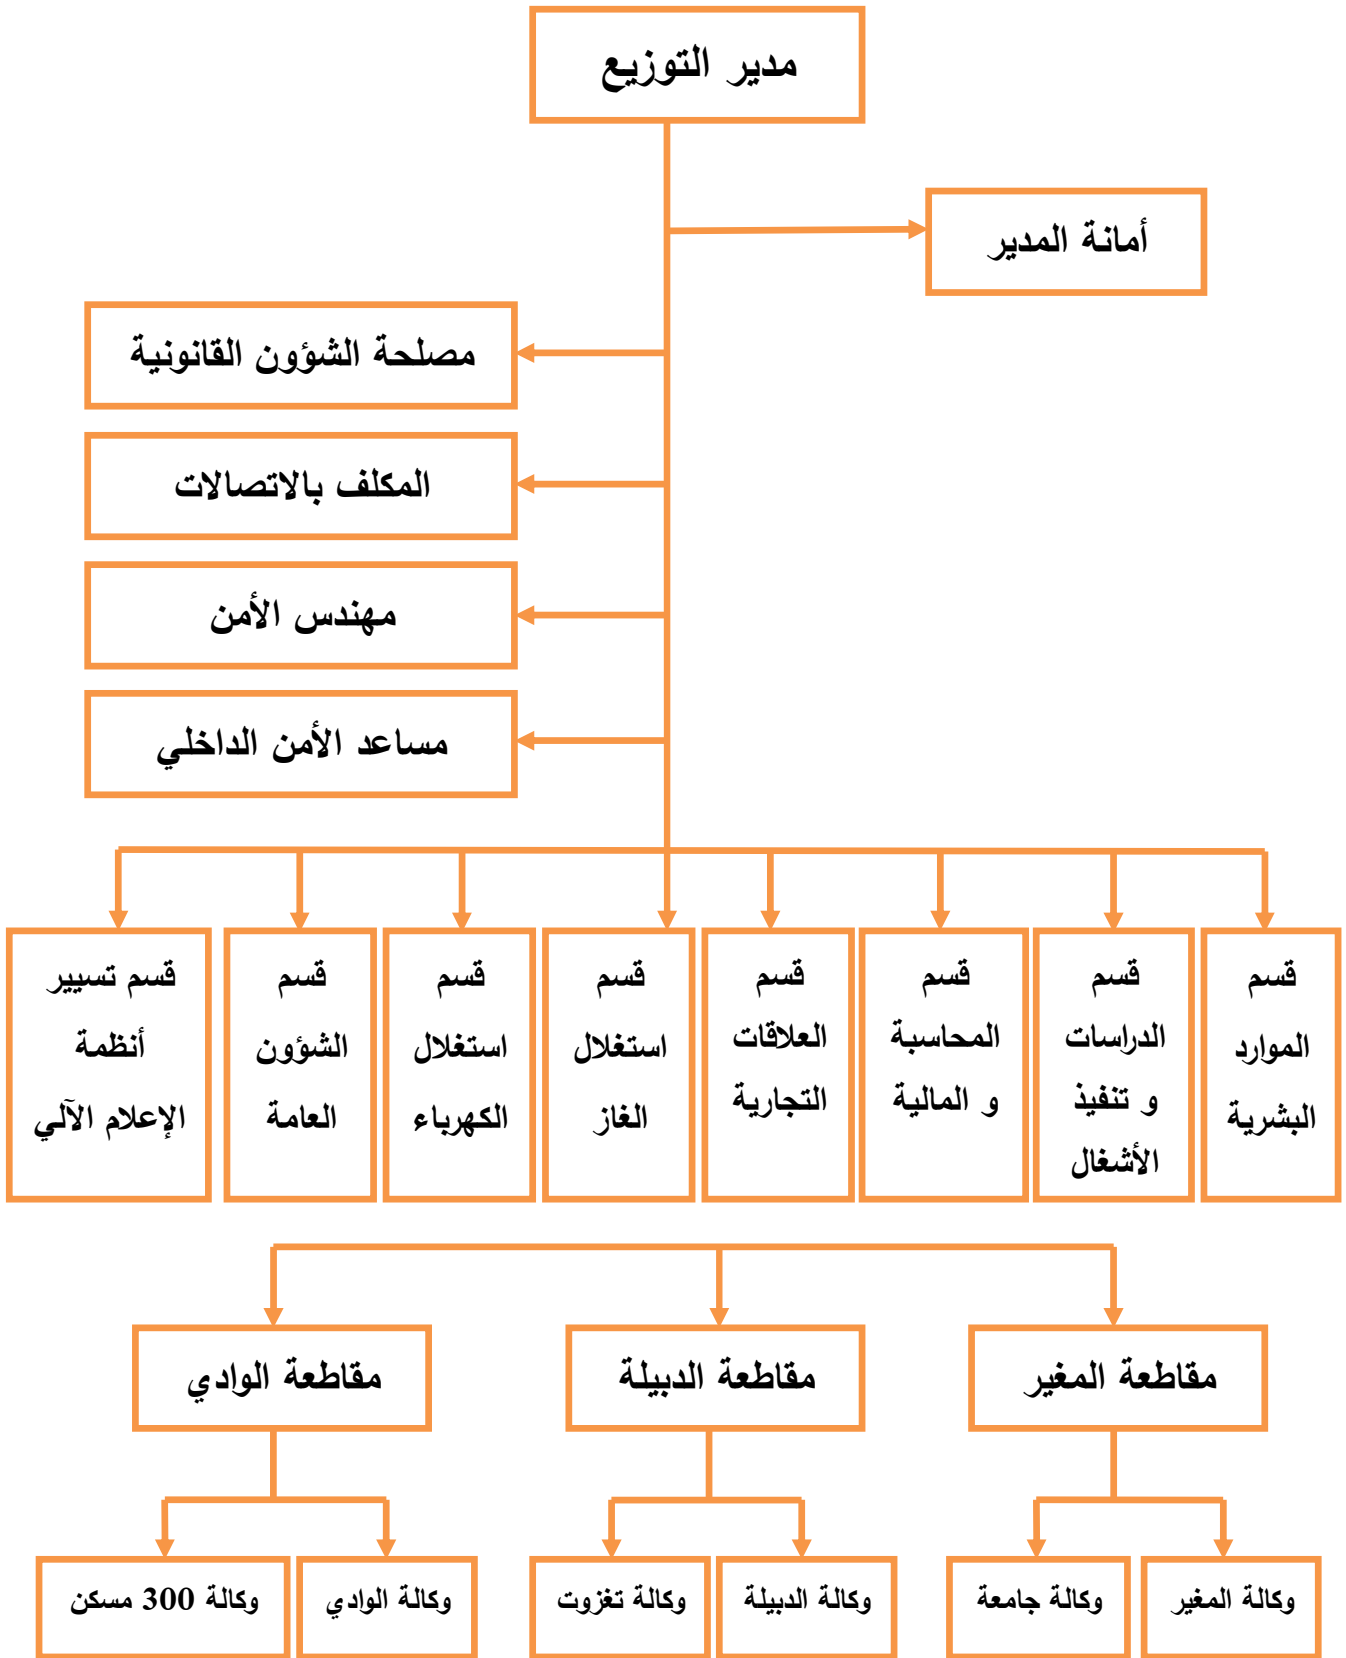 مدير التوزيع
أمانة المدير
مصلحة الشؤون القانونية
المكلف بالاتصالات
مهندس الأمن
مساعد الأمن الداخلي
قسم
الموارد
البشرية
قسم
الدراسات
و تنفيذ
الأشغال
قسم
المحاسبة
و المالية
قسم
العلاقات
التجارية
قسم
استغلال
الغاز
قسم
استغلال
الكهرباء
قسم
الشؤون
العامة
قسم تسيير
أنظمة
الإعلام الآلي
مقاطعة المغير
مقاطعة الدبيلة
مقاطعة الوادي
وكالة المغير
وكالة جامعة
وكالة الدبيلة
وكالة تغزوت
وكالة الوادي
وكالة 300 مسكن